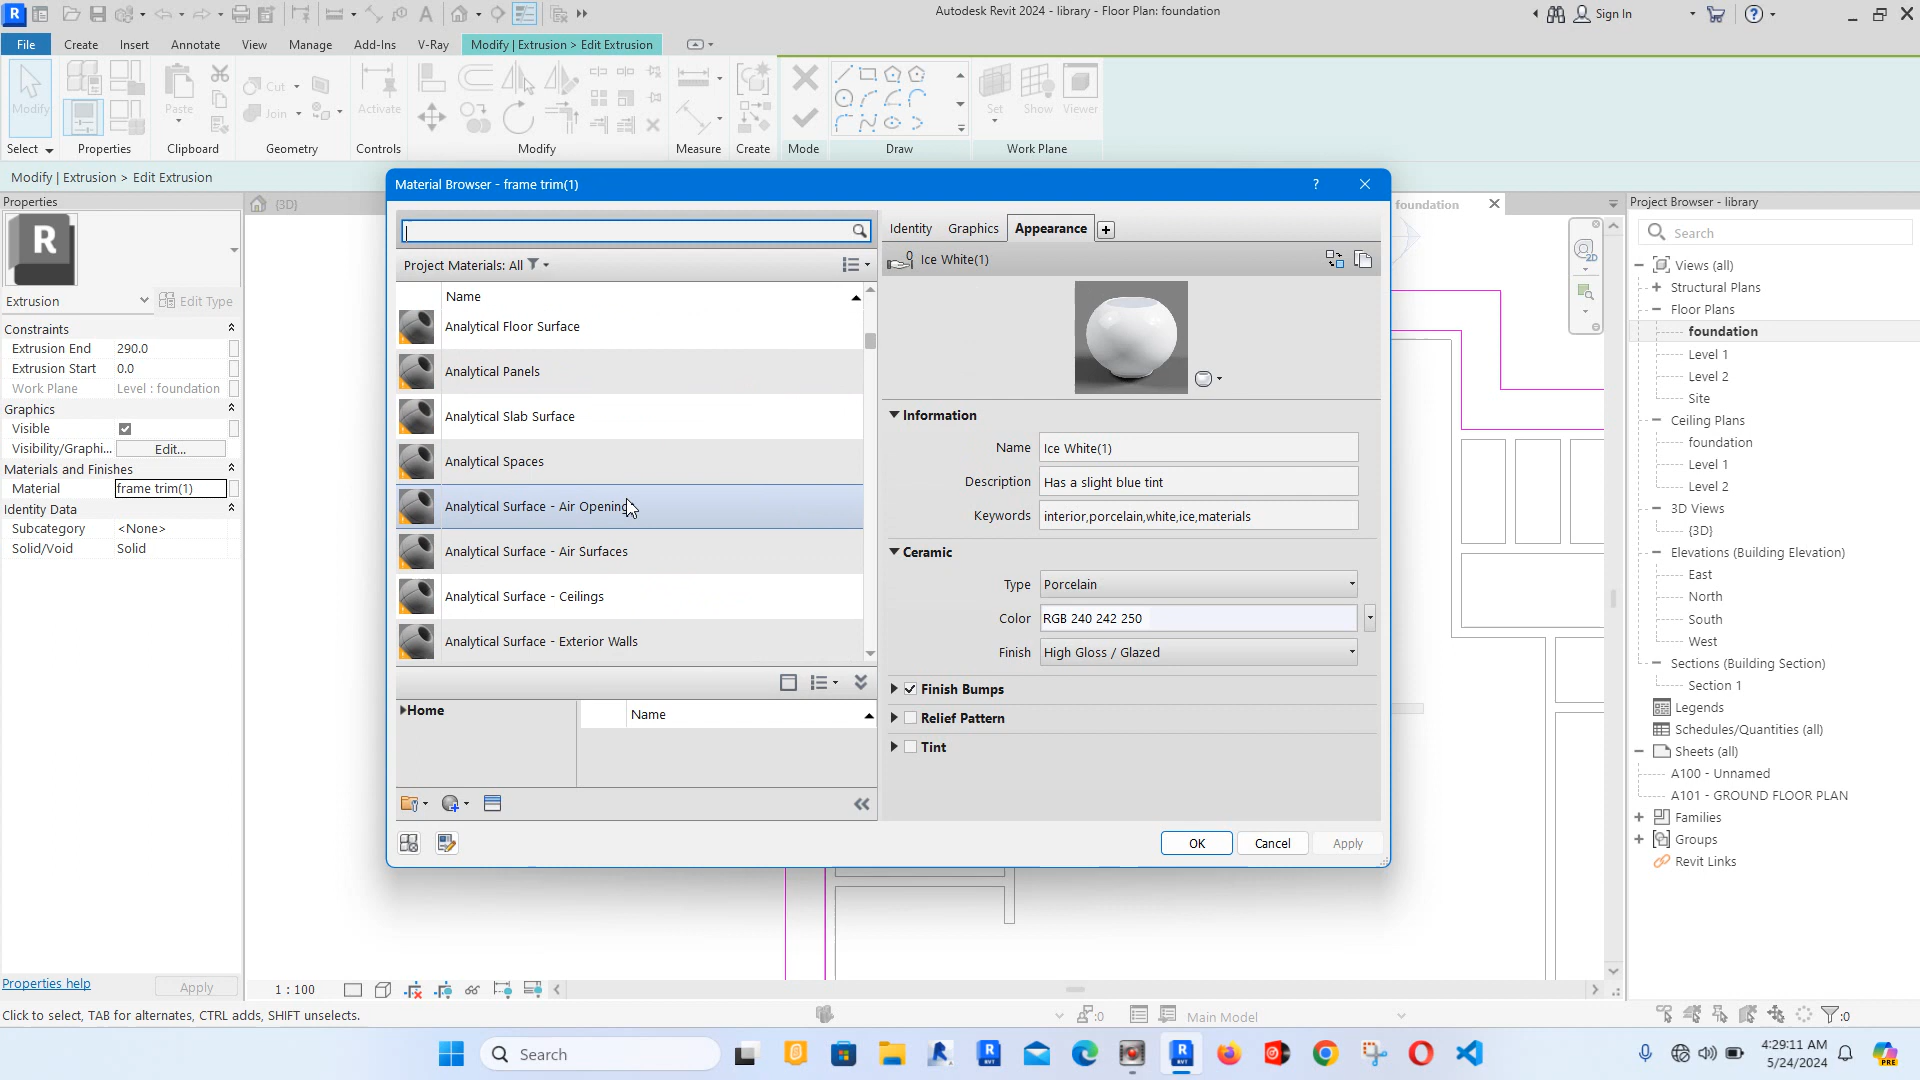 Autodesk Revit 2024 - library - Floor Plan: foundation
Sign In
File Create Insert Annotate View Manage Add-Ins V-Ray Modify | Extrusion > Edit Extrusion
Modify
Paste
Cut
Join
Activate
Set Show Viewer
Select Properties Clipboard Geometry Controls Modify Measure Create Mode Draw Work Plane
Modify | Extrusion > Edit Extrusion
Properties
R
Extrusion
Edit Type
Constraints
Extrusion End 290.0
Extrusion Start 0.0
Work Plane Level : foundation
Graphics
Visible
Visibility/Graphi... Edit...
Materials and Finishes
Material frame trim(1)
Identity Data
Subcategory <None>
Solid/Void Solid
Properties help
Apply
{3D}
foundation
Material Browser - frame trim(1)
Project Materials: All
Name
Analytical Floor Surface
Analytical Panels
Analytical Slab Surface
Analytical Spaces
Analytical Surface - Air Opening
Analytical Surface - Air Surfaces
Analytical Surface - Ceilings
Analytical Surface - Exterior Walls
Home
Name
Identity Graphics Appearance
Ice White(1)
Information
Name Ice White(1)
Description Has a slight blue tint
Keywords interior,porcelain,white,ice,materials
Ceramic
Type Porcelain
Color RGB 240 242 250
Finish High Gloss / Glazed
Finish Bumps
Relief Pattern
Tint
OK Cancel Apply
Project Browser - library
Search
Views (all)
Structural Plans
Floor Plans
foundation
Level 1
Level 2
Site
Ceiling Plans
foundation
Level 1
Level 2
3D Views
{3D}
Elevations (Building Elevation)
East
North
South
West
Sections (Building Section)
Section 1
Legends
Schedules/Quantities (all)
Sheets (all)
A100 - Unnamed
A101 - GROUND FLOOR PLAN
Families
Groups
Revit Links
1 : 100
Click to select, TAB for alternates, CTRL adds, SHIFT unselects.
:0
Main Model
:0
Search
4:29:11 AM
5/24/2024